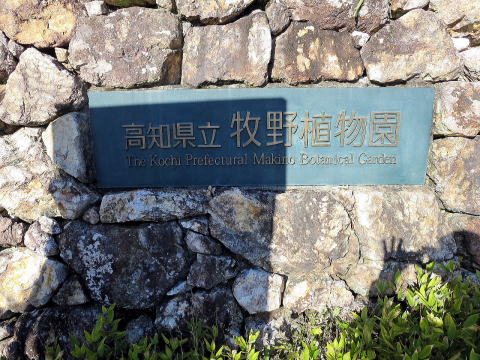 高知県立 牧野植物園
The Kochi Prefectural Makino Botanical Garden